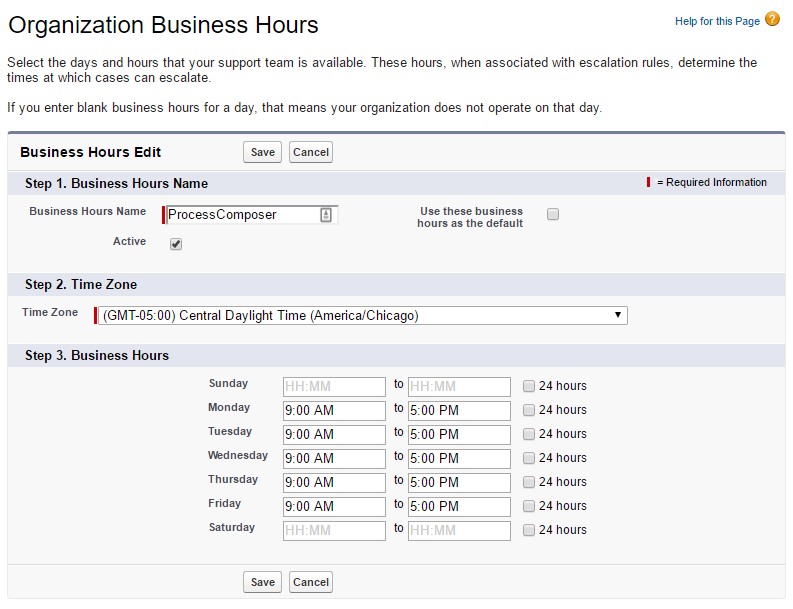 Organization Business Hours
Help for this Page ?
Select the days and hours that your support team is available. These hours, when associated with escalation rules, determine the
times at which cases can escalate.
If you enter blank business hours for a day, that means your organization does not operate on that day.
Business Hours Edit Save Cancel
Step 1. Business Hours Name = Required Information
Business Hours Name ProcessComposer Use these business
hours as the default
Active
Step 2. Time Zone
Time Zone (GMT-05:00) Central Daylight Time (America/Chicago)
Step 3. Business Hours
Sunday HH:MM to HH:MM 24 hours
Monday 9:00 AM to 5:00 PM 24 hours
Tuesday 9:00 AM to 5:00 PM 24 hours
Wednesday 9:00 AM to 5:00 PM 24 hours
Thursday 9:00 AM to 5:00 PM 24 hours
Friday 9:00 AM to 5:00 PM 24 hours
Saturday HH:MM to HH:MM 24 hours
Save Cancel